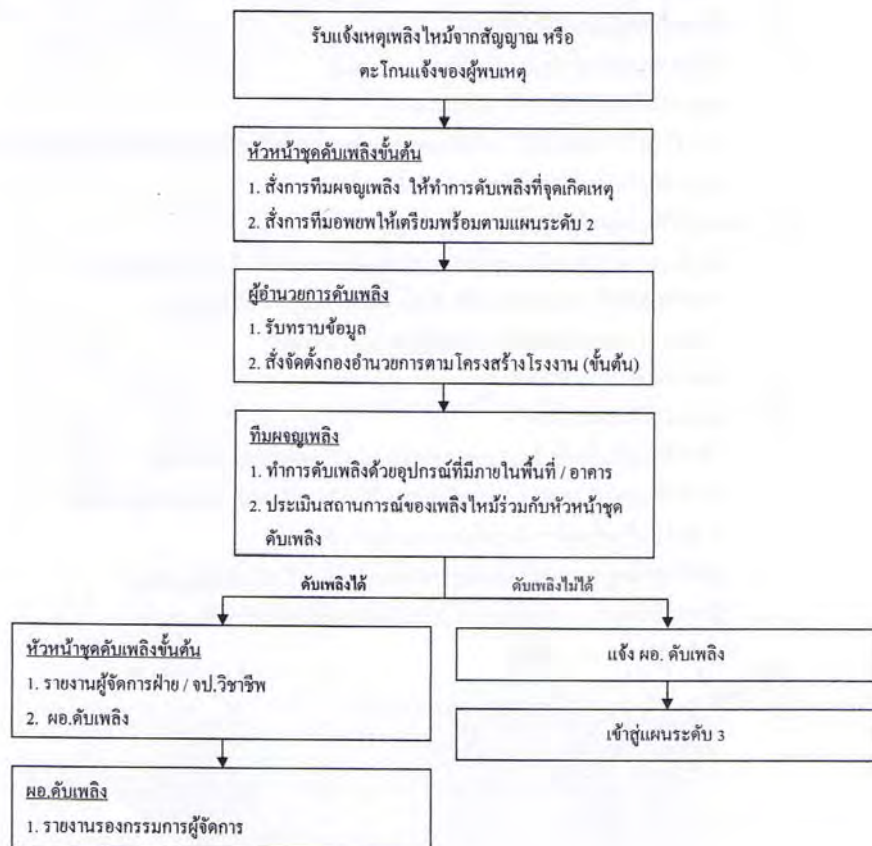 รับแจ้งเหตุเพลิงไหม้จากสัญญาณ หรือ
ตะโกนแจ้งของผู้พบเหตุ
หัวหน้าชุดดับเพลิงขั้นต้น
1. สั่งการทีมผจญเพลิง ให้ทำการดับเพลิงที่จุดเกิดเหตุ
2. สั่งการทีมอพยพให้เตรียมพร้อมตามแผนระดับ 2
ผู้อำนวยการดับเพลิง
1. รับทราบข้อมูล
2. สั่งจัดตั้งกองอำนวยการตามโครงสร้างโรงงาน (ขั้นต้น)
ทีมผจญเพลิง
1. ทำการดับเพลิงด้วยอุปกรณ์ที่มีภายในพื้นที่ / อาคาร
2. ประเมินสถานการณ์ของเพลิงไหม้ร่วมกับหัวหน้าชุด
ดับเพลิง
ดับเพลิงได้
ดับเพลิงไม่ได้
หัวหน้าชุดดับเพลิงขั้นต้น
1. รายงานผู้จัดการฝ่าย / จป.วิชาชีพ
2. ผอ.ดับเพลิง
แจ้ง ผอ. ดับเพลิง
เข้าสู่แผนระดับ 3
ผอ.ดับเพลิง
1. รายงานรองกรรมการผู้จัดการ